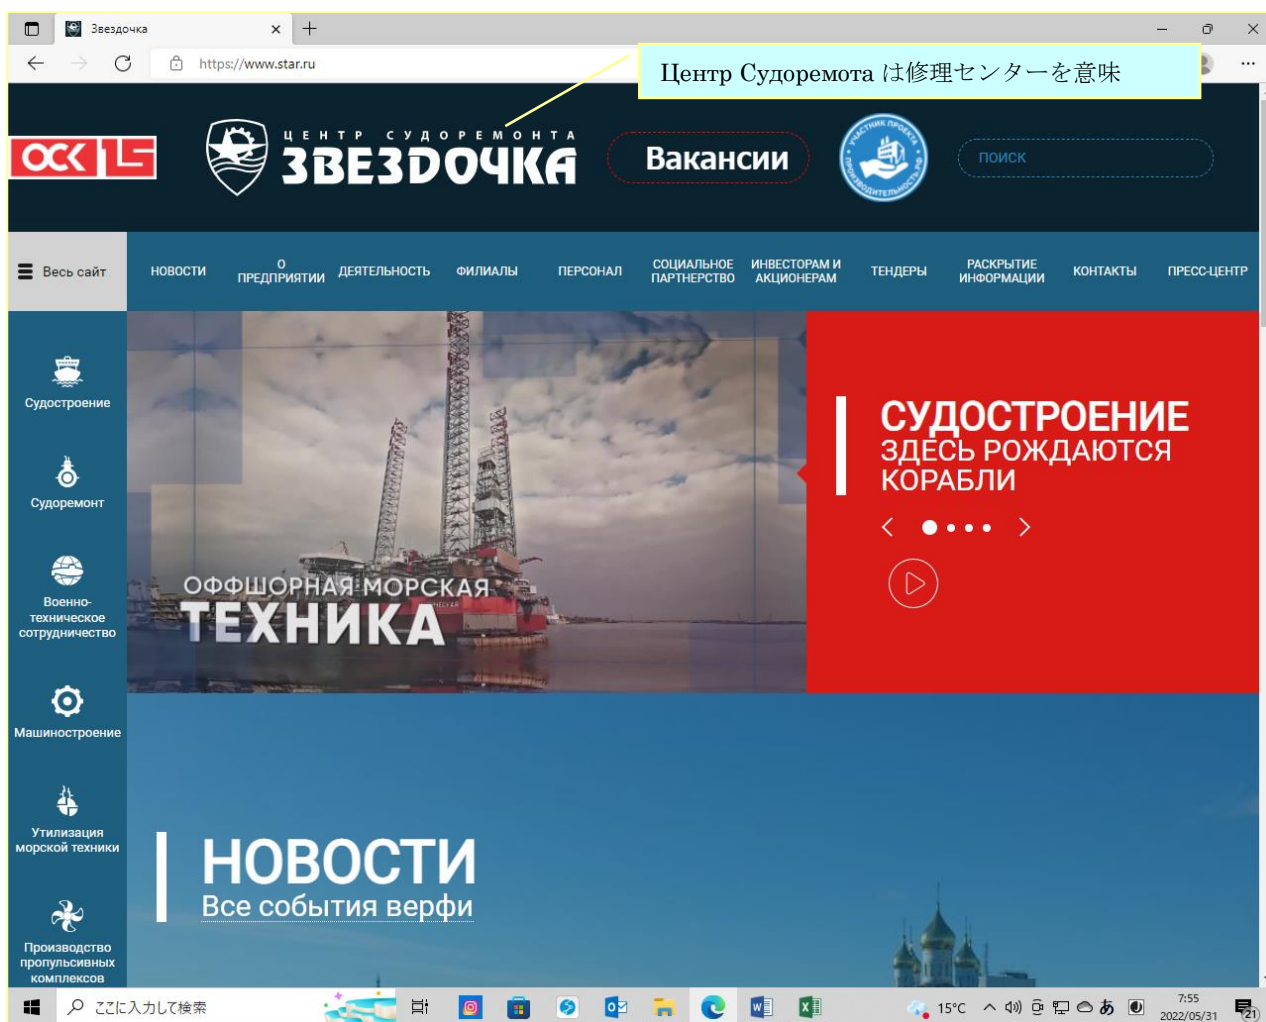 Звездочка
https://www.star.ru
Центр Судоремота は修理センターを意味
ОСК 15
ЦЕНТР СУДОРЕМОНТА
ЗВЕЗДОЧКА
Вакансии
УЧАСТНИК ПРОЕКТА
ПРОИЗВОДИТЕЛЬНОСТЬ.РФ
ПОИСК
Весь сайт
НОВОСТИ
О
ПРЕДПРИЯТИИ
ДЕЯТЕЛЬНОСТЬ
ФИЛИАЛЫ
ПЕРСОНАЛ
СОЦИАЛЬНОЕ
ПАРТНЕРСТВО
ИНВЕСТОРАМ И
АКЦИОНЕРАМ
ТЕНДЕРЫ
РАСКРЫТИЕ
ИНФОРМАЦИИ
КОНТАКТЫ
ПРЕСС-ЦЕНТР
Судостроение
Судоремонт
Военно-
техническое
сотрудничество
Машиностроение
Утилизация
морской техники
Производство
пропульсивных
комплексов
ОФФШОРНАЯ МОРСКАЯ
ТЕХНИКА
СУДОСТРОЕНИЕ
ЗДЕСЬ РОЖДАЮТСЯ
КОРАБЛИ
НОВОСТИ
Все события верфи
ここに入力して検索
15°C
あ
7:55
2022/05/31
21